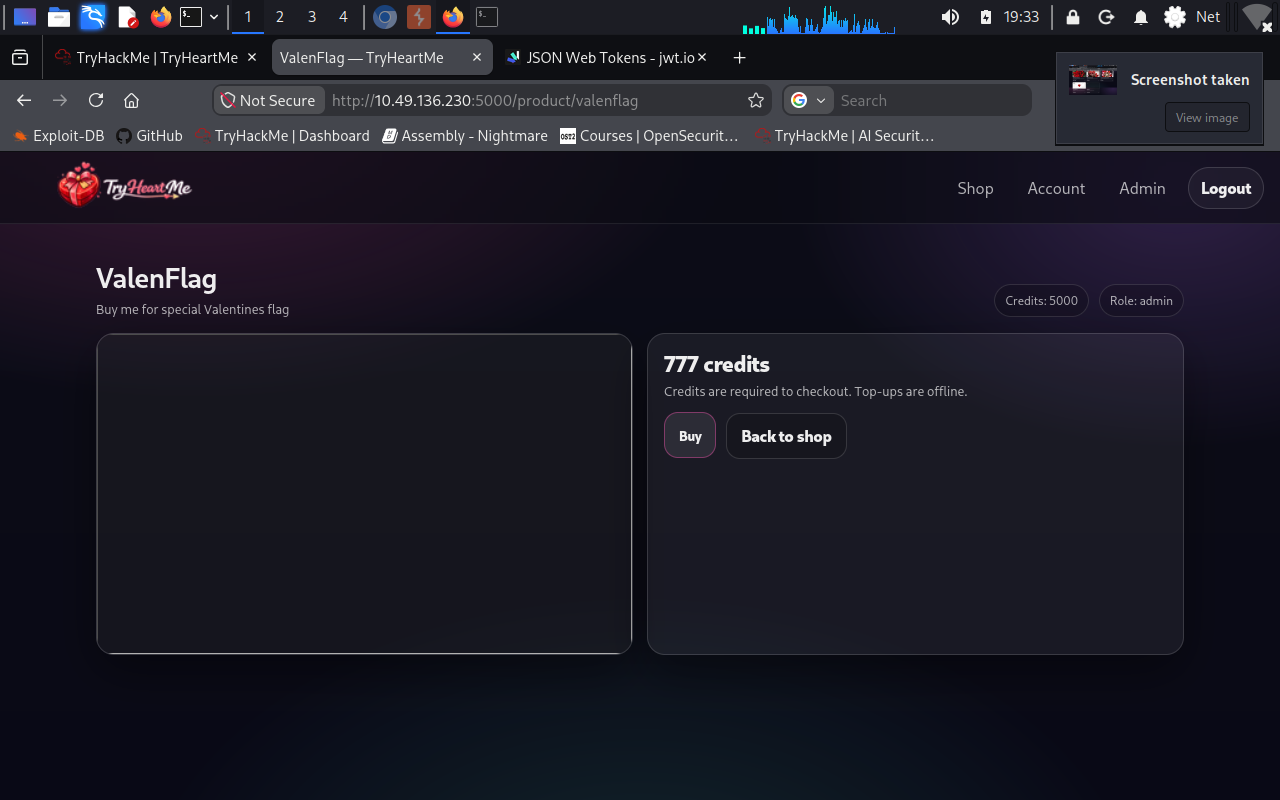 1 2 3 4 19:33 Net
TryHackMe | TryHeartMe ValenFlag — TryHeartMe JSON Web Tokens - jwt.io
Screenshot taken
View image
Not Secure http://10.49.136.230:5000/product/valenflag Search
Exploit-DB GitHub TryHackMe | Dashboard Assembly - Nightmare OST2 Courses | OpenSecurit… TryHackMe | AI Securit…
TryHeartMe Shop Account Admin Logout
ValenFlag
Buy me for special Valentines flag
Credits: 5000 Role: admin
777 credits
Credits are required to checkout. Top-ups are offline.
Buy Back to shop